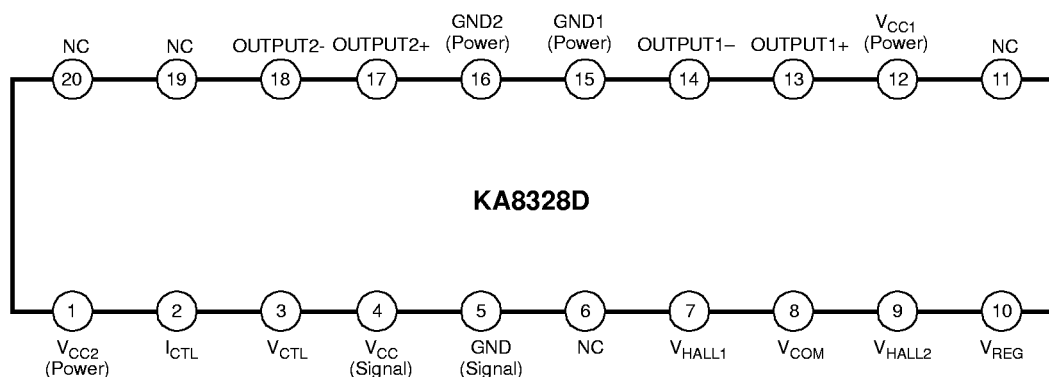 NC NC OUTPUT2- OUTPUT2+ GND2 (Power) GND1 (Power) OUTPUT1– OUTPUT1+ VCC1 (Power) NC
20 19 18 17 16 15 14 13 12 11
KA8328D
1 2 3 4 5 6 7 8 9 10
VCC2 (Power) ICTL VCTL VCC (Signal) GND (Signal) NC VHALL1 VCOM VHALL2 VREG